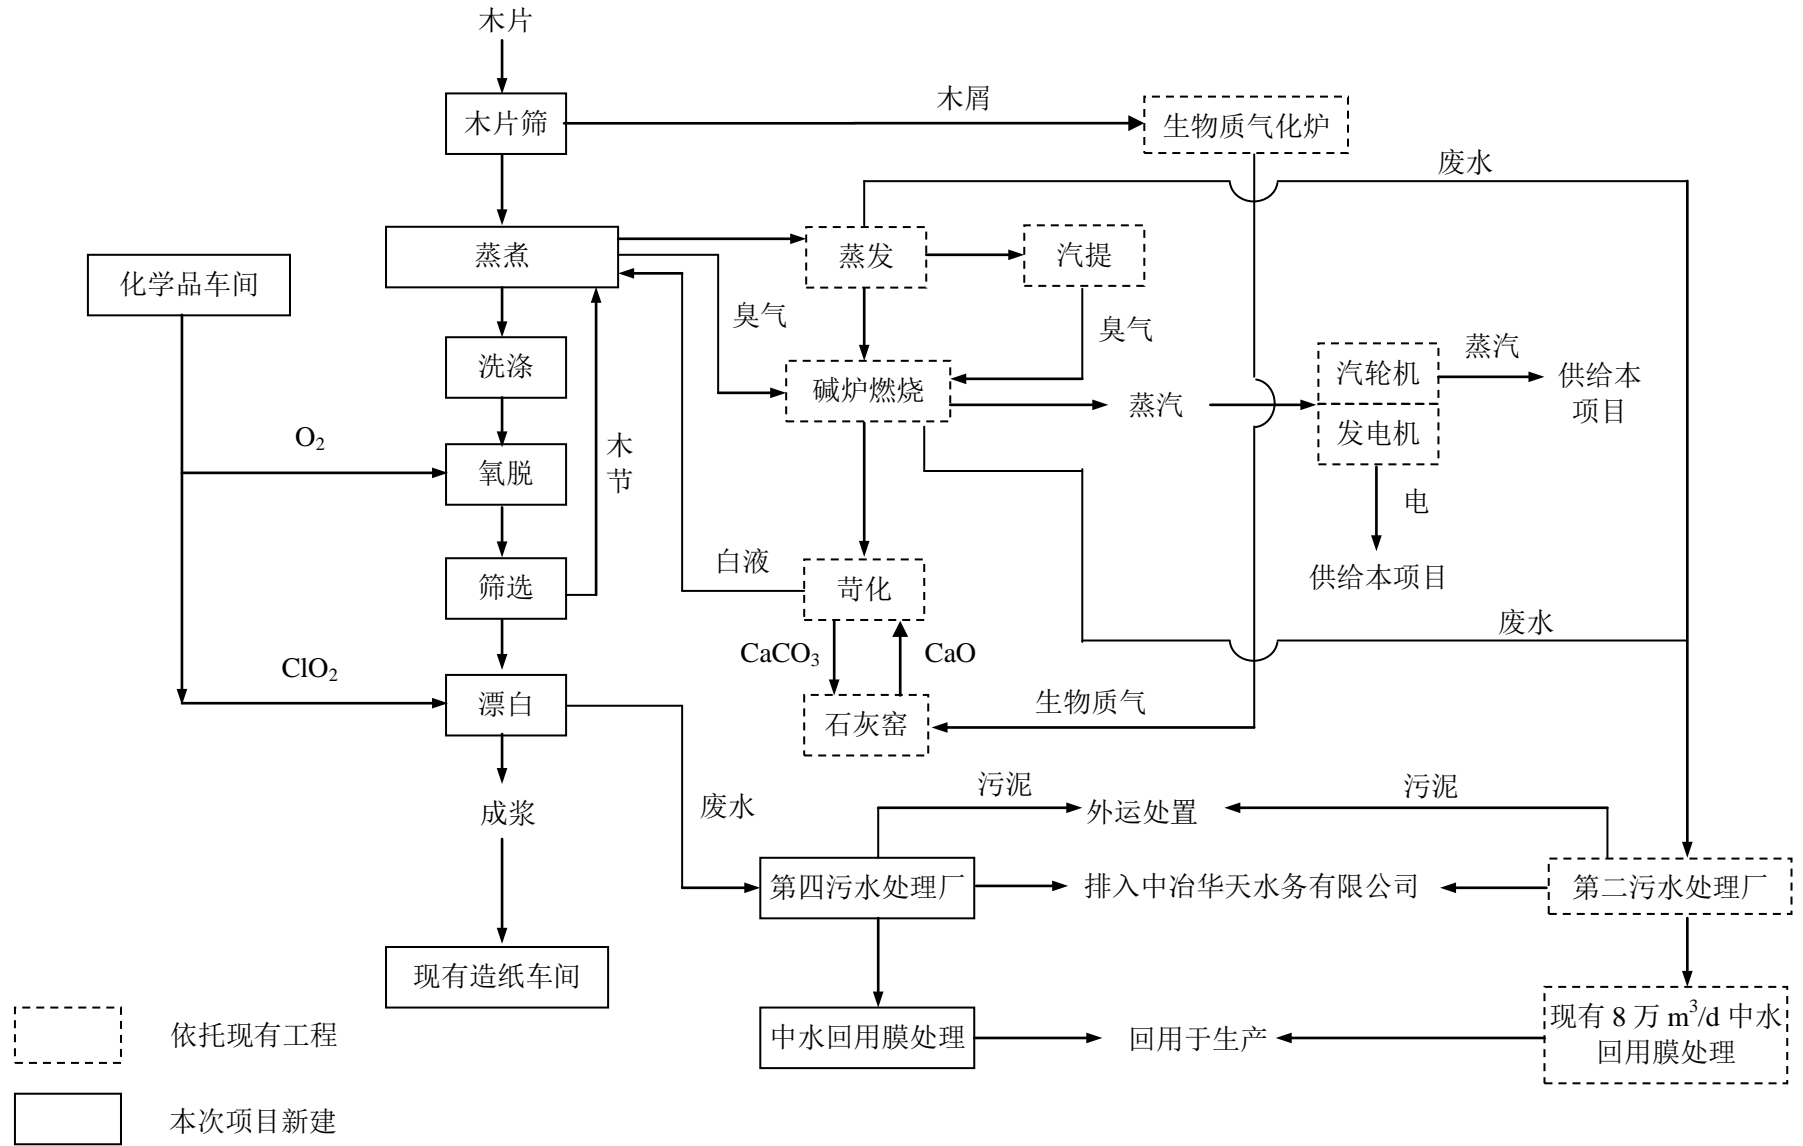 木片
木屑
木片筛
生物质气化炉
废水
蒸煮
蒸发
汽提
化学品车间
臭气
臭气
洗涤
碱炉燃烧
蒸汽
汽轮机
发电机
蒸汽
供给本
项目
O₂
氧脱
木
节
电
供给本项目
白液
筛选
苛化
废水
CaCO₃
CaO
ClO₂
漂白
石灰窑
生物质气
成浆
废水
污泥
外运处置
污泥
第四污水处理厂
排入中冶华天水务有限公司
第二污水处理厂
现有造纸车间
中水回用膜处理
回用于生产
现有 8 万 m³/d 中水
回用膜处理
依托现有工程
本次项目新建